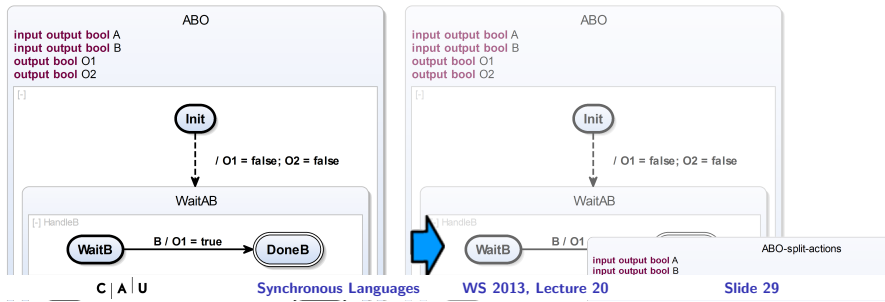 ABO
input output bool A
input output bool B
output bool O1
output bool O2
[-]
Init
/ O1 = false; O2 = false
WaitAB
[-] HandleB
WaitB
B / O1 = true
DoneB
ABO
input output bool A
input output bool B
output bool O1
output bool O2
[-]
Init
/ O1 = false; O2 = false
WaitAB
HandleB
WaitB
B / O1
ABO-split-actions
input output bool A
input output bool B
C A U
Synchronous Languages
WS 2013, Lecture 20
Slide 29